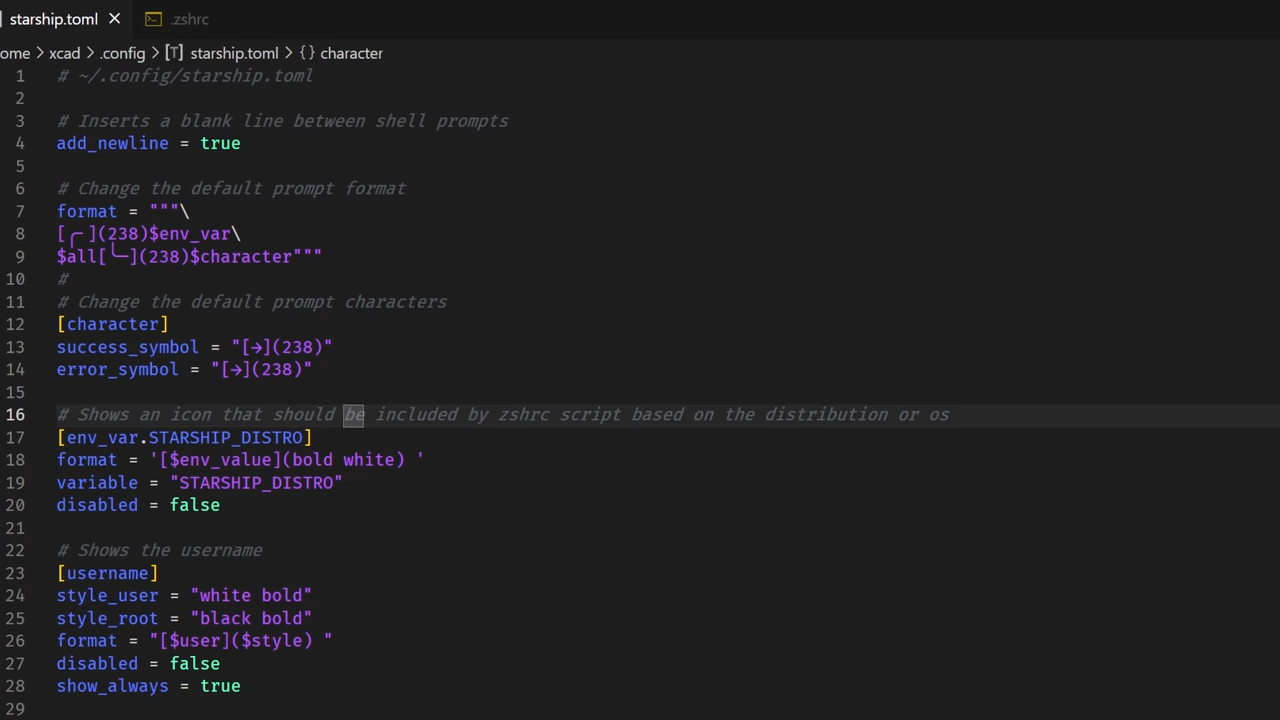 starship.toml ✕ .zshrc
ome > xcad > .config > [T] starship.toml > {} character
1 # ~/.config/starship.toml
2
3 # Inserts a blank line between shell prompts
4 add_newline = true
5
6 # Change the default prompt format
7 format = """\
8 [╭─](238)$env_var\
9 $all[╰─](238)$character"""
10 #
11 # Change the default prompt characters
12 [character]
13 success_symbol = "[→](238)"
14 error_symbol = "[→](238)"
15
16 # Shows an icon that should be included by zshrc script based on the distribution or os
17 [env_var.STARSHIP_DISTRO]
18 format = '[$env_value](bold white) '
19 variable = "STARSHIP_DISTRO"
20 disabled = false
21
22 # Shows the username
23 [username]
24 style_user = "white bold"
25 style_root = "black bold"
26 format = "[$user]($style) "
27 disabled = false
28 show_always = true
29